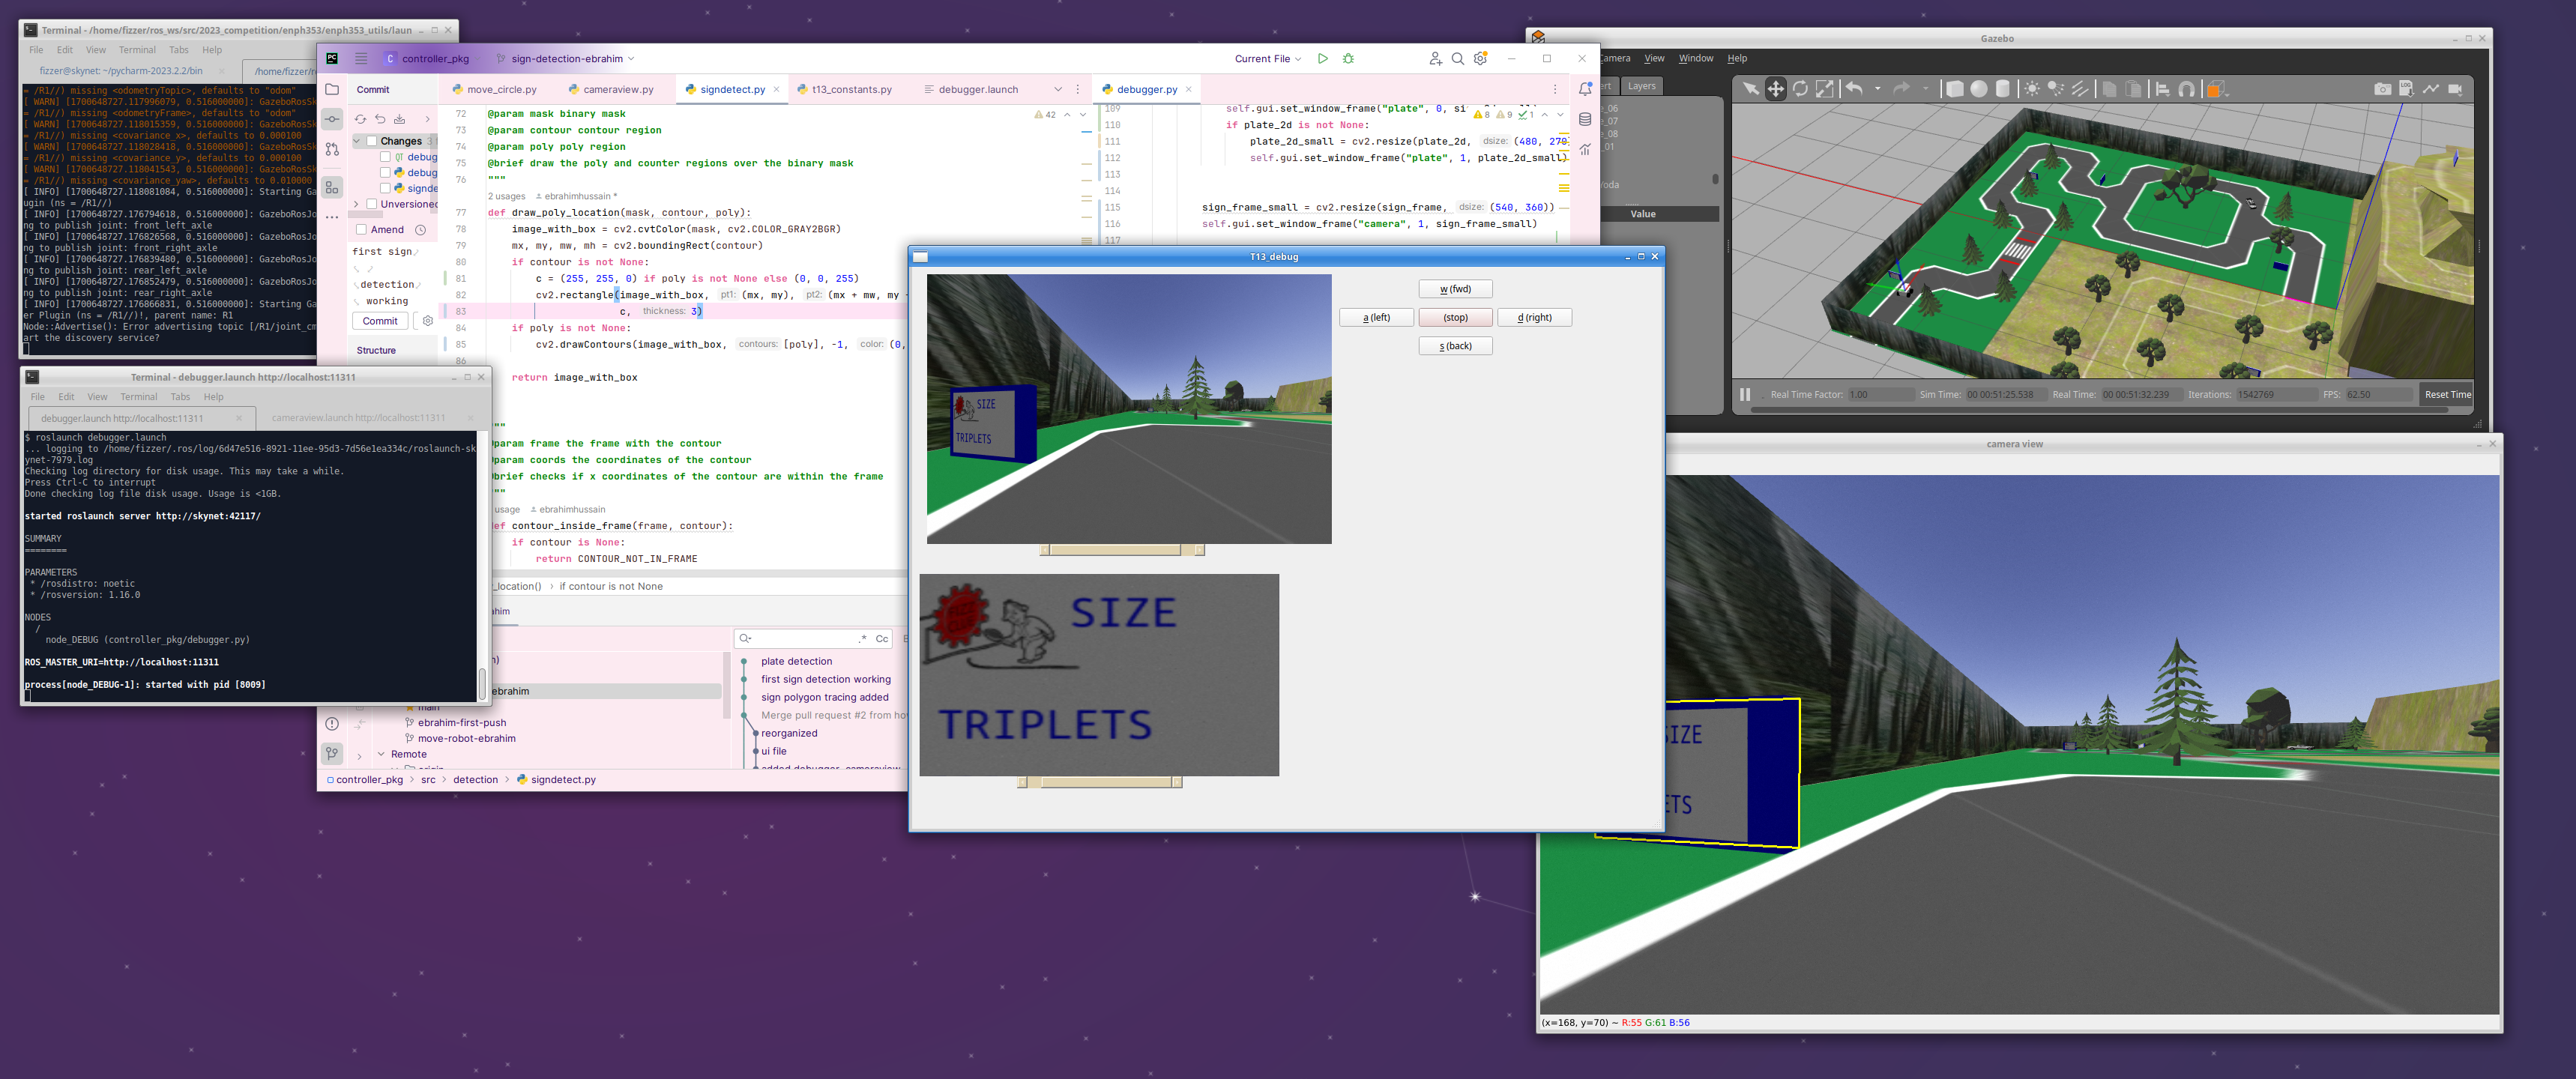 Terminal - /home/fizzer/ros_ws/src/2023_competition/enph353/enph353_utils/laun
File Edit View Terminal Tabs Help
fizzer@skynet: ~/pycharm-2023.2.2/bin
/home/fizzer/r
= /R1//) missing <odometryTopic>, defaults to "odom"
[ WARN] [1700648727.117996079, 0.516000000]: GazeboRosSk
= /R1//) missing <odometryFrame>, defaults to "odom"
[ WARN] [1700648727.118015359, 0.516000000]: GazeboRosSk
= /R1//) missing <covariance_x>, defaults to 0.000100
[ WARN] [1700648727.118028418, 0.516000000]: GazeboRosSk
= /R1//) missing <covariance_y>, defaults to 0.000100
[ WARN] [1700648727.118041543, 0.516000000]: GazeboRosSk
= /R1//) missing <covariance_yaw>, defaults to 0.010000
[ INFO] [1700648727.118081084, 0.516000000]: Starting Ga
ugin (ns = /R1//)
[ INFO] [1700648727.176794618, 0.516000000]: GazeboRosJo
ng to publish joint: front_left_axle
[ INFO] [1700648727.176826568, 0.516000000]: GazeboRosJo
ng to publish joint: front_right_axle
[ INFO] [1700648727.176839480, 0.516000000]: GazeboRosJo
ng to publish joint: rear_left_axle
[ INFO] [1700648727.176852479, 0.516000000]: GazeboRosJo
ng to publish joint: rear_right_axle
[ INFO] [1700648727.176866831, 0.516000000]: Starting Ga
er Plugin (ns = /R1//)!, parent name: R1
Node::Advertise(): Error advertising topic [/R1/joint_cm
art the discovery service?
Terminal - debugger.launch http://localhost:11311
File Edit View Terminal Tabs Help
debugger.launch http://localhost:11311
cameraview.launch http://localhost:11311
$ roslaunch debugger.launch
... logging to /home/fizzer/.ros/log/6d47e516-8921-11ee-95d3-7d56e1ea334c/roslaunch-sk
ynet-7979.log
Checking log directory for disk usage. This may take a while.
Press Ctrl-C to interrupt
Done checking log file disk usage. Usage is <1GB.
started roslaunch server http://skynet:42117/
SUMMARY
========
PARAMETERS
* /rosdistro: noetic
* /rosversion: 1.16.0
NODES
/
node_DEBUG (controller_pkg/debugger.py)
ROS_MASTER_URI=http://localhost:11311
process[node_DEBUG-1]: started with pid [8009]
PC
C controller_pkg
sign-detection-ebrahim
Current File
Commit
Changes 3
debug
debug
signde
Unversioned
Amend
first sign
detection
working
Commit
Structure
move_circle.py
cameraview.py
signdetect.py
t13_constants.py
debugger.launch
debugger.py
42
72 @param mask binary mask
73 @param contour contour region
74 @param poly poly region
75 @brief draw the poly and counter regions over the binary mask
76 """
2 usages ebrahimhussain *
77 def draw_poly_location(mask, contour, poly):
78 image_with_box = cv2.cvtColor(mask, cv2.COLOR_GRAY2BGR)
79 mx, my, mw, mh = cv2.boundingRect(contour)
80 if contour is not None:
81 c = (255, 255, 0) if poly is not None else (0, 0, 255)
82 cv2.rectangle(image_with_box, pt1: (mx, my), pt2: (mx + mw, my
83 c, thickness: 3)
84 if poly is not None:
85 cv2.drawContours(image_with_box, contours: [poly], -1, color: (0,
86
return image_with_box
""
param frame the frame with the contour
param coords the coordinates of the contour
brief checks if x coordinates of the contour are within the frame
""
usage ebrahimhussain
ef contour_inside_frame(frame, contour):
if contour is None:
return CONTOUR_NOT_IN_FRAME
_location() > if contour is not None
him
n)
ebrahim
main
ebrahim-first-push
move-robot-ebrahim
Remote
origin
.* Cc
plate detection
first sign detection working
sign polygon tracing added
Merge pull request #2 from ho
reorganized
ui file
added debugger, cameraview
controller_pkg > src > detection > signdetect.py
8 9 1
109 self.gui.set_window_frame("plate", 0, si
110 if plate_2d is not None:
111 plate_2d_small = cv2.resize(plate_2d, dsize: (480, 270
112 self.gui.set_window_frame("plate", 1, plate_2d_small)
113
114
115 sign_frame_small = cv2.resize(sign_frame, dsize: (540, 360))
116 self.gui.set_window_frame("camera", 1, sign_frame_small)
117
T13_debug
w (fwd)
a (left)
(stop)
d (right)
s (back)
SIZE
TRIPLETS
SIZE
TRIPLETS
Gazebo
Camera View Window Help
ert
Layers
_06
_07
_08
_01
Yoda
Value
LOG
Real Time Factor: 1.00
Sim Time: 00 00:51:25.538
Real Time: 00 00:51:32.239
Iterations: 1542769
FPS: 62.50
Reset Time
camera view
SIZE
ETS
(x=168, y=70) ~ R:55 G:61 B:56